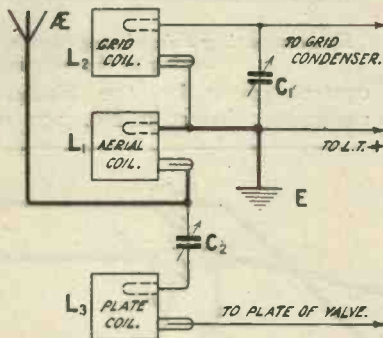 Æ
L2
GRID
COIL.
TO GRID
CONDENSER.
C1
L1
AERIAL
COIL.
TO L.T. +
E
C2
L3
PLATE
COIL.
TO PLATE OF VALVE.